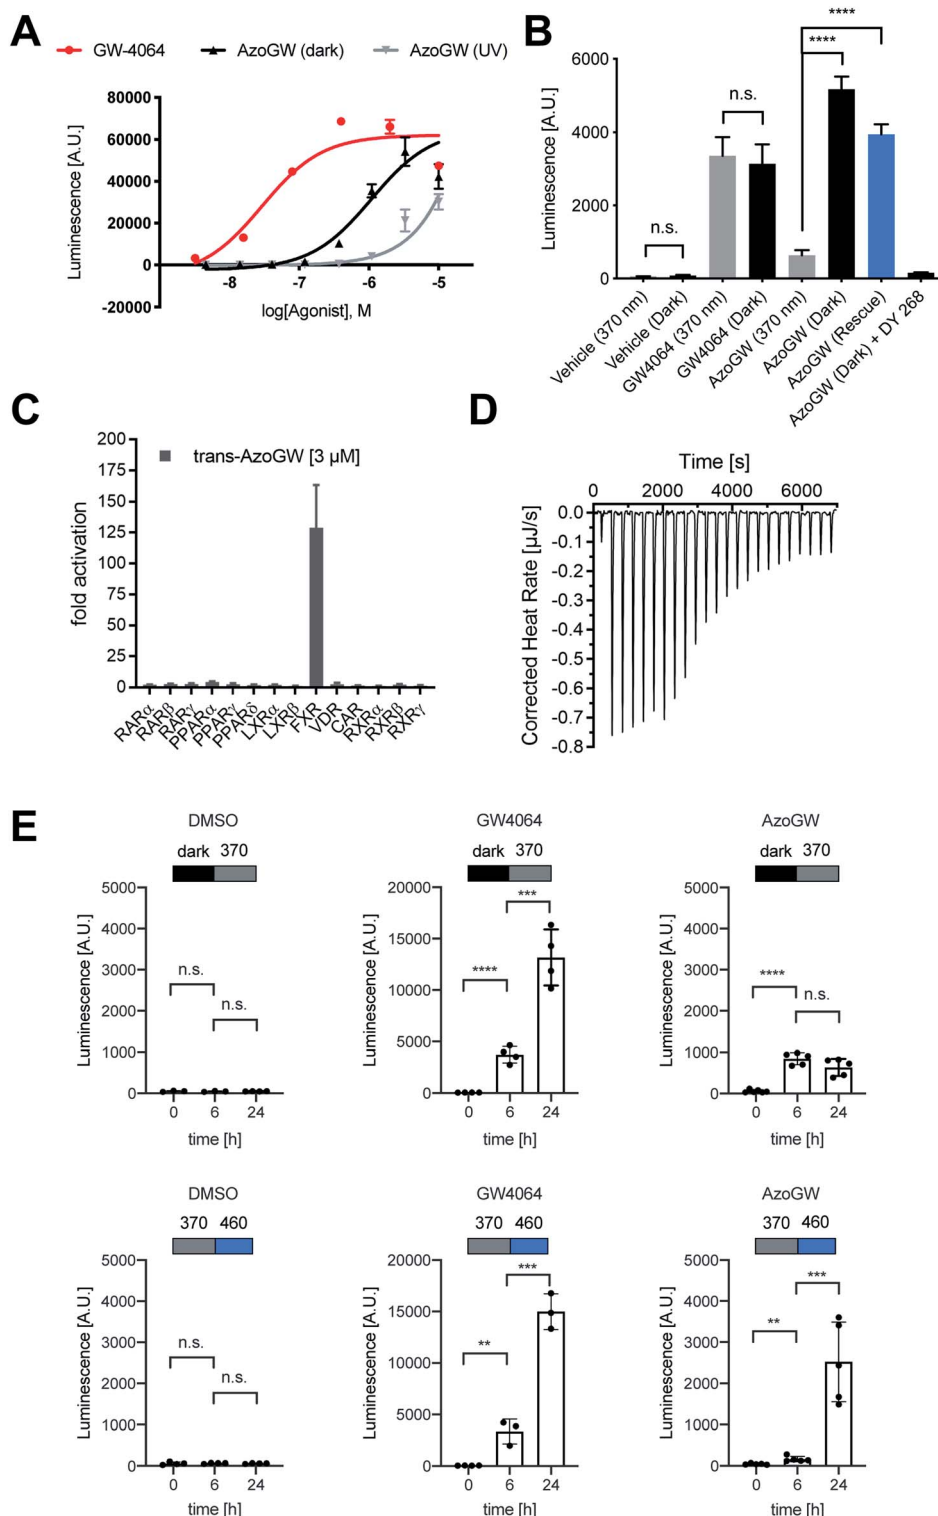 A
GW-4064 AzoGW (dark) AzoGW (UV)
Luminescence [A.U.]
80000
60000
40000
20000
0
-20000
-8 -7 -6 -5
log[Agonist], M
B
Luminescence [A.U.]
6000
4000
2000
0
n.s.
n.s.
****
****
Vehicle (370 nm)
Vehicle (Dark)
GW4064 (370 nm)
GW4064 (Dark)
AzoGW (370 nm)
AzoGW (Dark)
AzoGW (Rescue)
AzoGW (Dark) + DY 268
C
trans-AzoGW [3 µM]
fold activation
200
175
150
125
100
75
50
25
0
RARα
RARβ
RARγ
PPARα
PPARγ
PPARδ
LXRα
LXRβ
FXR
VDR
CAR
RXRα
RXRβ
RXRγ
D
Time [s]
0 2000 4000 6000
Corrected Heat Rate [µJ/s]
0.0
-0.1
-0.2
-0.3
-0.4
-0.5
-0.6
-0.7
-0.8
E
DMSO
dark 370
Luminescence [A.U.]
5000
4000
3000
2000
1000
0
n.s.
n.s.
0 6 24
time [h]
GW4064
dark 370
Luminescence [A.U.]
20000
15000
10000
5000
0
****
***
0 6 24
time [h]
AzoGW
dark 370
Luminescence [A.U.]
5000
4000
3000
2000
1000
0
****
n.s.
0 6 24
time [h]
DMSO
370 460
Luminescence [A.U.]
5000
4000
3000
2000
1000
0
n.s.
n.s.
0 6 24
time [h]
GW4064
370 460
Luminescence [A.U.]
20000
15000
10000
5000
0
**
***
0 6 24
time [h]
AzoGW
370 460
Luminescence [A.U.]
5000
4000
3000
2000
1000
0
**
***
0 6 24
time [h]